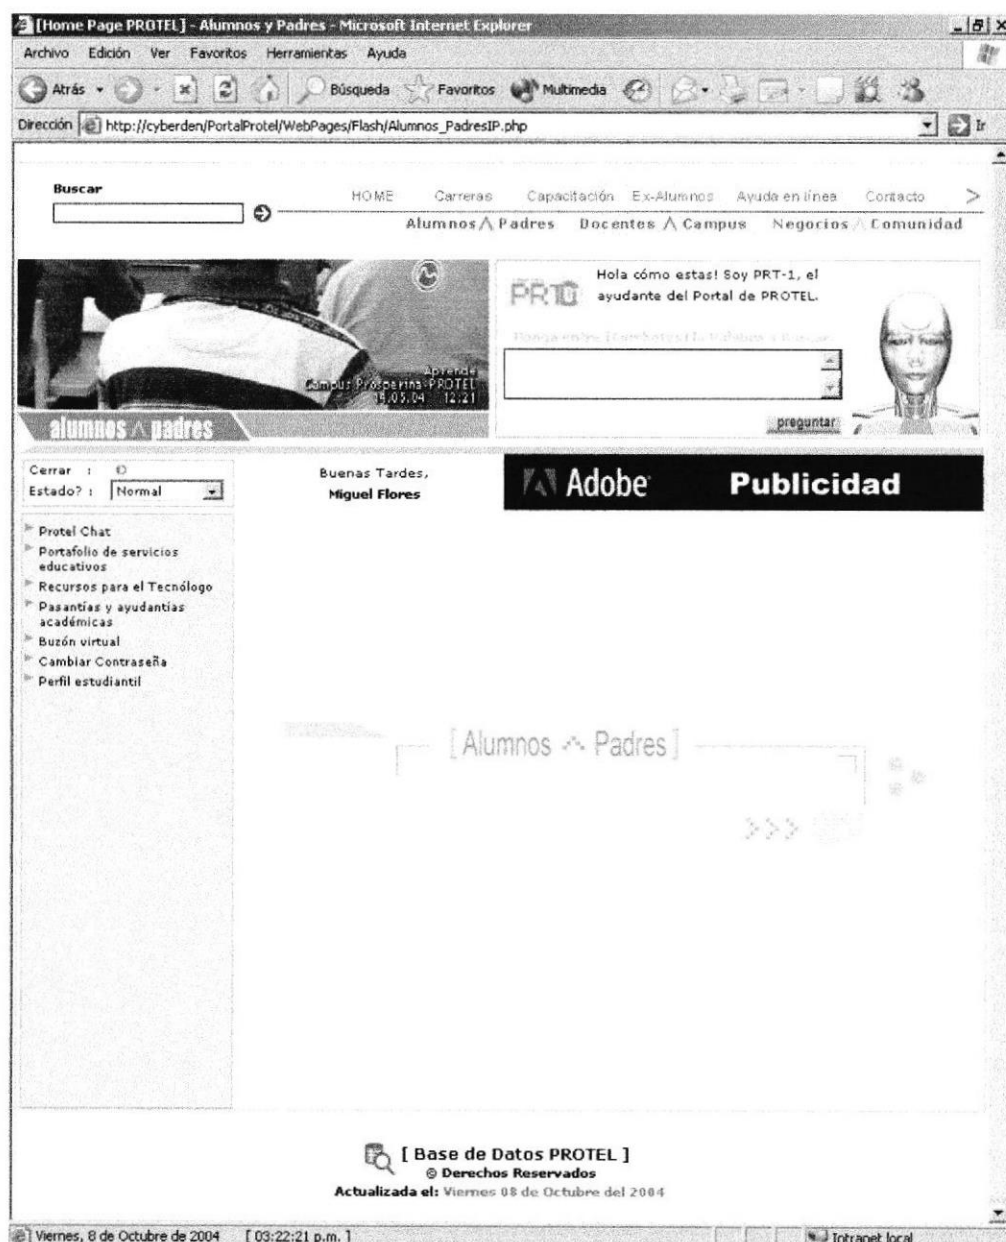 [Home Page PROTEL] - Alumnos y Padres - Microsoft Internet Explorer
Archivo Edición Ver Favoritos Herramientas Ayuda
Atrás Búsqueda Favoritos Multimedia
Dirección http://cyberden/PortalProtel/WebPages/Flash/Alumnos_PadresIP.php Ir
Buscar
HOME Carreras Capacitación Ex-Alumnos Ayuda en línea Contacto >
Alumnos Padres Docentes Campus Negocios Comunidad
Hola cómo estas! Soy PRT-1, el
ayudante del Portal de PROTEL.
Aprende
Campus Prosperina-PROTEL
14.05.04 12:21
preguntar
alumnos padres
Cerrar :
Estado? : Normal
Buenas Tardes,
Miguel Flores
Adobe Publicidad
Protel Chat
Portafolio de servicios
educativos
Recursos para el Tecnólogo
Pasantías y ayudantías
académicas
Buzón virtual
Cambiar Contraseña
Perfil estudiantil
[Alumnos Padres]
>>>
[ Base de Datos PROTEL ]
© Derechos Reservados
Actualizada el: Viernes 08 de Octubre del 2004
Viernes, 8 de Octubre de 2004 [ 03:22:21 p.m. ] Intranet local